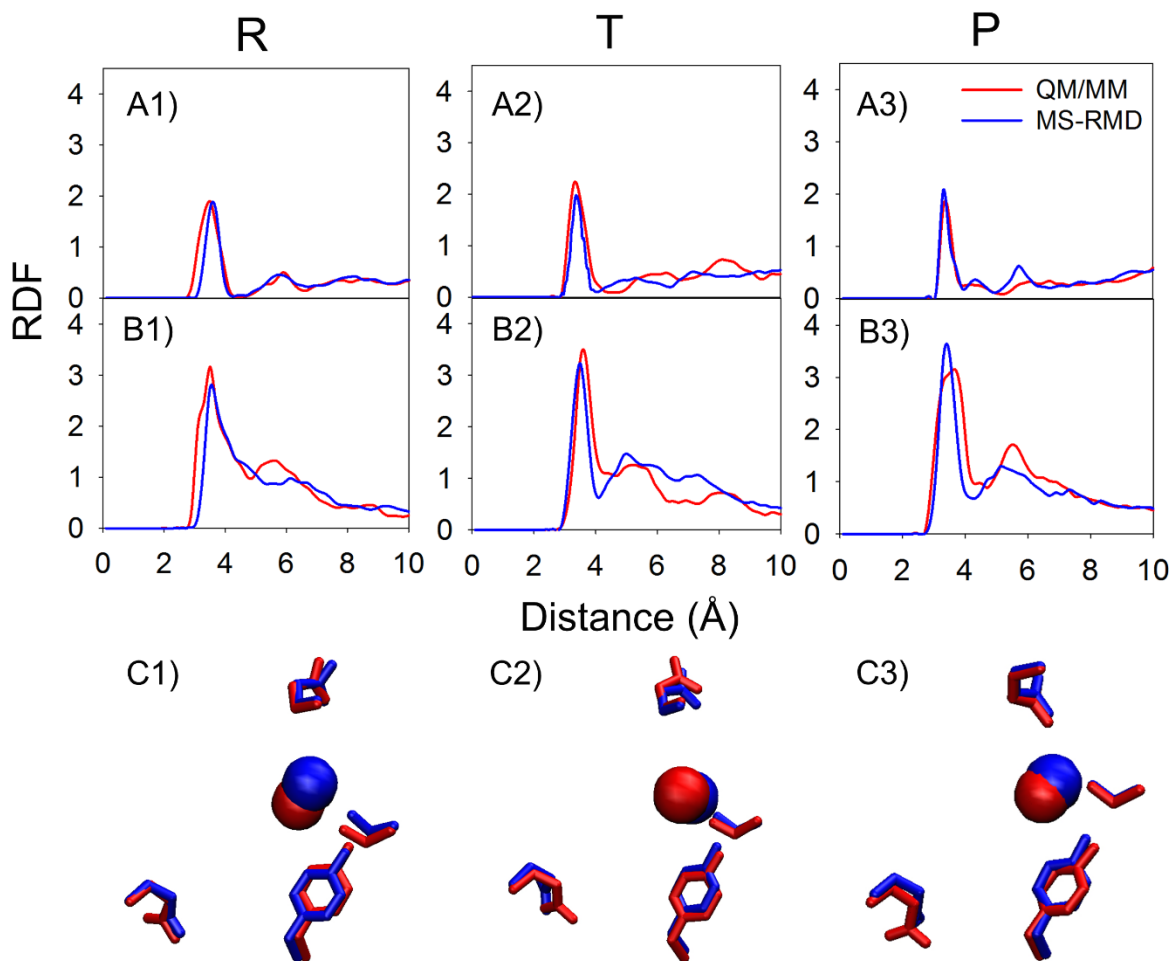 R T P
A1) A2) A3)
QM/MM
MS-RMD
4 4 4
3 3 3
2 2 2
1 1 1
0 0 0
RDF
B1) B2) B3)
4 4 4
3 3 3
2 2 2
1 1 1
0 0 0
0 2 4 6 8 10 0 2 4 6 8 10 0 2 4 6 8 10
Distance (Å)
C1) C2) C3)